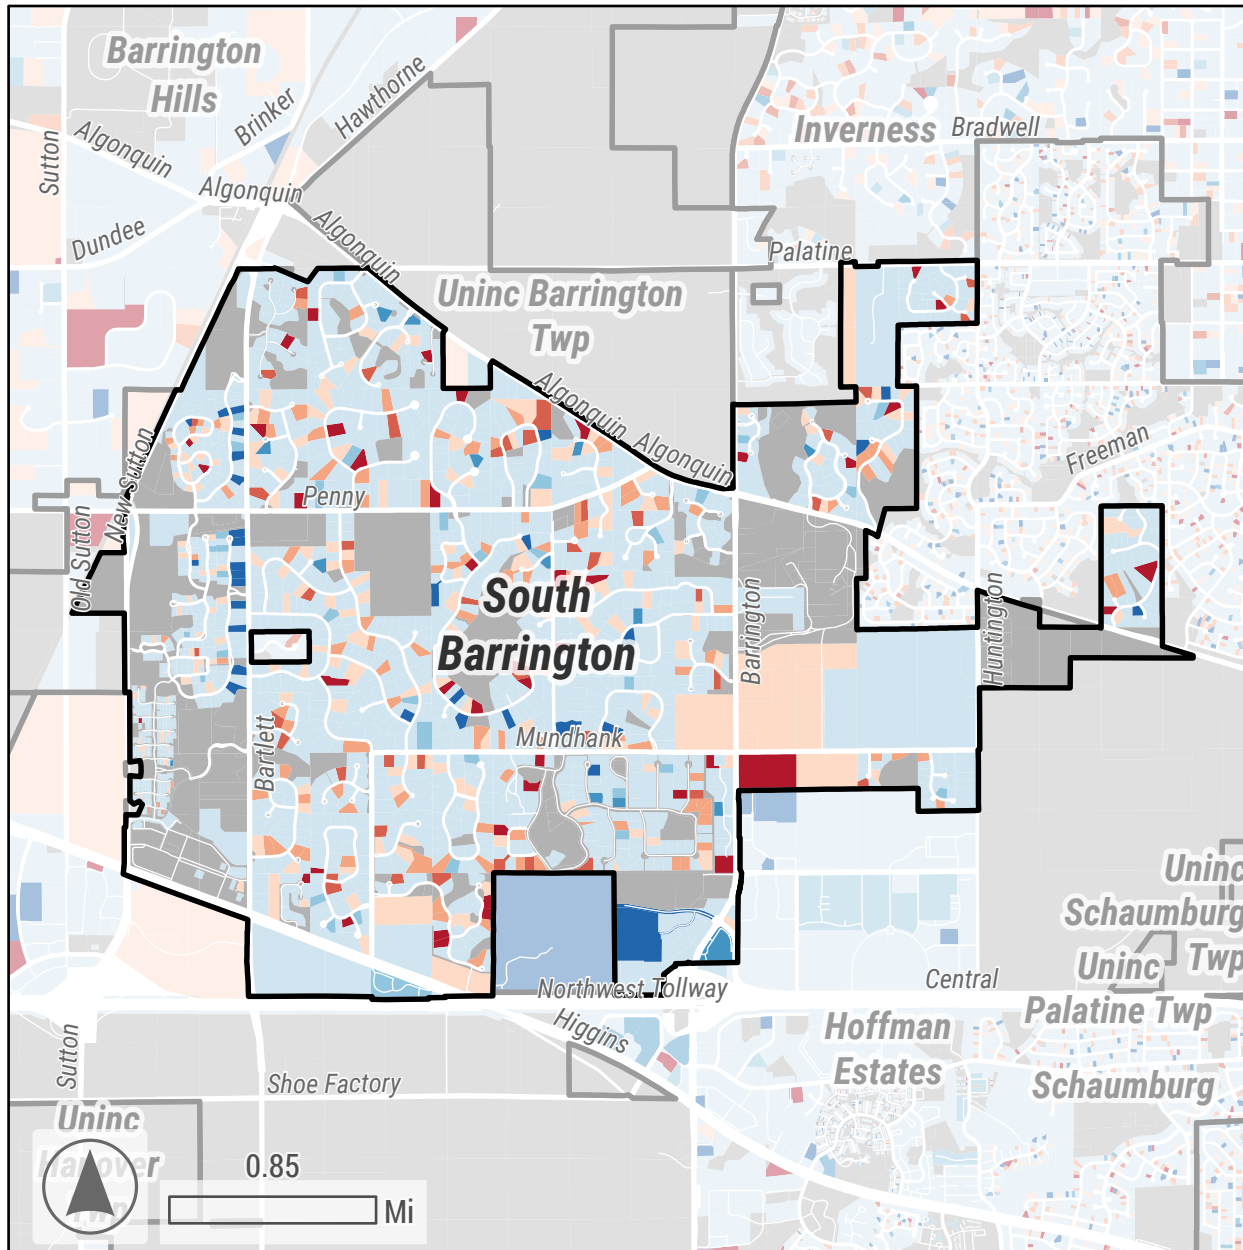 Barrington
Hills
Hawthorne
Brinker
Algonquin
Sutton
Inverness
Bradwell
Algonquin
Algonquin
Dundee
Palatine
Uninc Barrington
Twp
Algonquin
Algonquin
New Sutton
Freeman
Penny
Old Sutton
South
Barrington
Barrington
Huntington
Bartlett
Mundhank
Uninc
Schaumburg
Twp
Uninc
Palatine Twp
Central
Northwest Tollway
Higgins
Hoffman
Estates
Schaumburg
Sutton
Shoe Factory
Uninc
Hanover
Twp
0.85
Mi